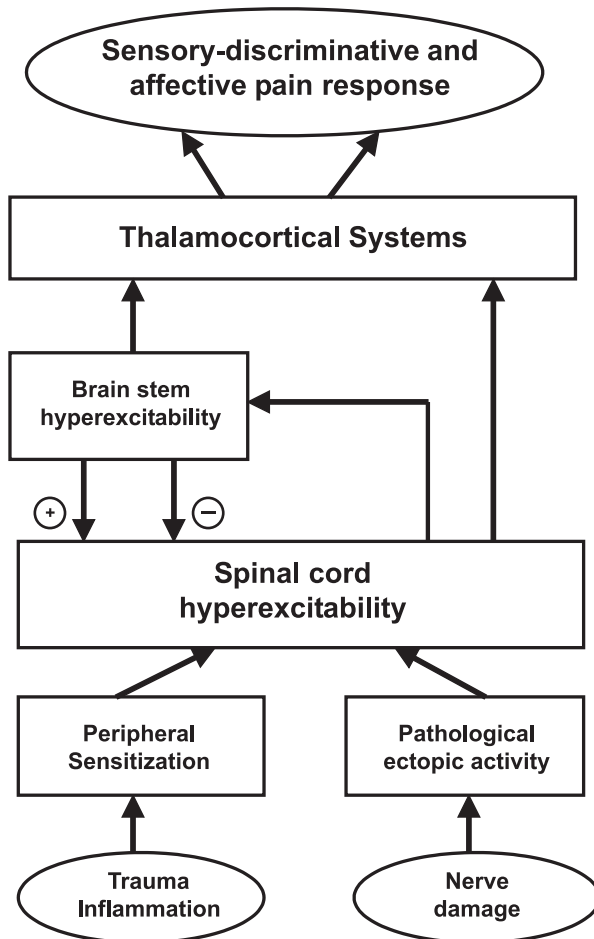 Sensory-discriminative and
affective pain response
Thalamocortical Systems
Brain stem
hyperexcitability
+
−
Spinal cord
hyperexcitability
Peripheral
Sensitization
Pathological
ectopic activity
Trauma
Inflammation
Nerve
damage